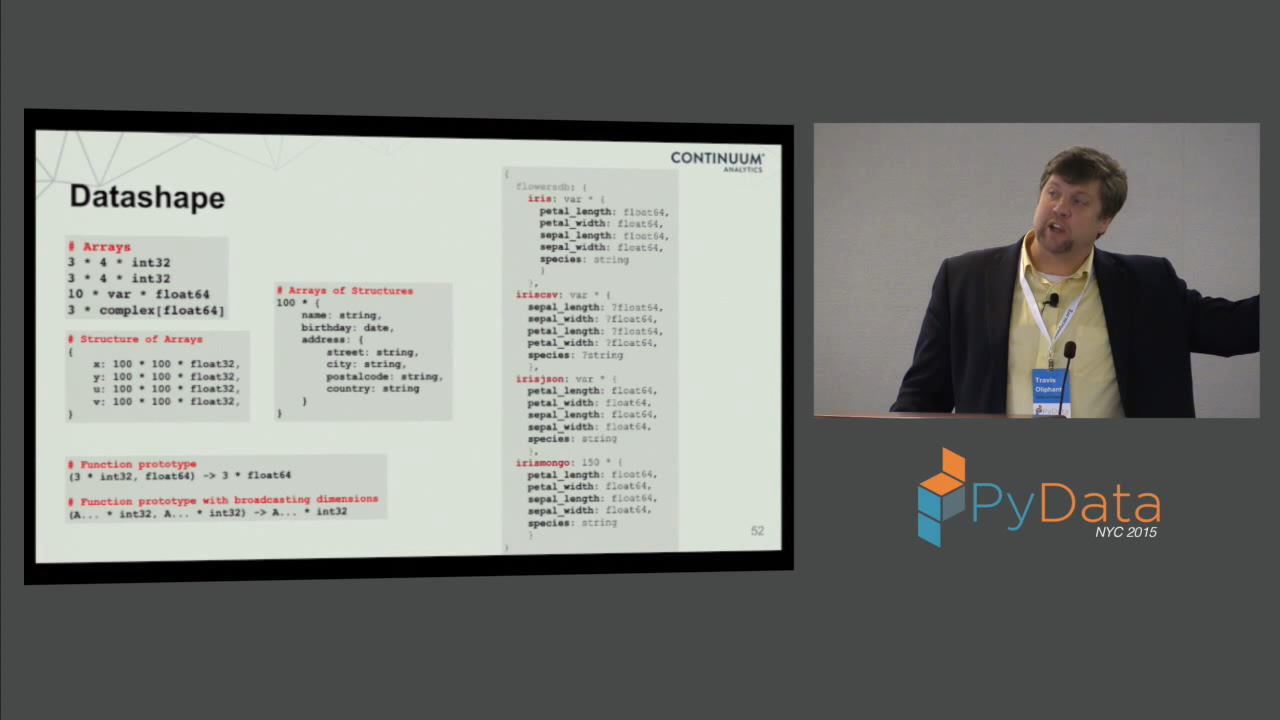 CONTINUUM
ANALYTICS
Datashape
# Arrays
3 * 4 * int32
3 * 4 * int32
10 * var * float64
3 * complex[float64]
# Structure of Arrays
{
x: 100 * 100 * float32,
y: 100 * 100 * float32,
u: 100 * 100 * float32,
v: 100 * 100 * float32,
}
# Arrays of Structures
100 * {
name: string,
birthday: date,
address: {
street: string,
city: string,
postalcode: string,
country: string
}
}
# Function prototype
(3 * int32, float64) -> 3 * float64
# Function prototype with broadcasting dimensions
(A... * int32, A... * int32) -> A... * int32
{
flowersdb: {
iris: var * {
petal_length: float64,
petal_width: float64,
sepal_length: float64,
sepal_width: float64,
species: string
}
},
iriscsv: var * {
sepal_length: ?float64,
sepal_width: ?float64,
petal_length: ?float64,
petal_width: ?float64,
species: ?string
},
irisjson: var * {
petal_length: float64,
petal_width: float64,
sepal_length: float64,
sepal_width: float64,
species: string
},
irismongo: 150 * {
petal_length: float64,
petal_width: float64,
sepal_length: float64,
sepal_width: float64,
species: string
}
}
52
Travis
Oliphant
PyData
NYC 2015